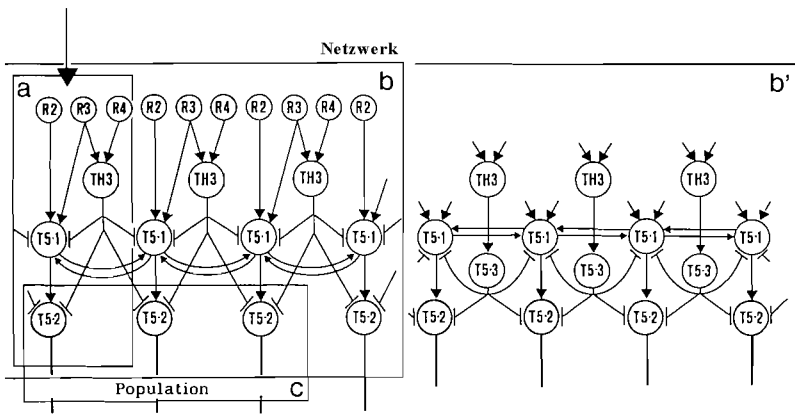 Netzwerk
a b b'
R2 R3 R4 R2 R3 R4 R2 R3 R4 R2
TH3 TH3 TH3 TH3 TH3 TH3
T5·1 T5·1 T5·1 T5·1 T5·1 T5·1 T5·1 T5·1
T5·3 T5·3 T5·3
T5·2 T5·2 T5·2 T5·2 T5·2 T5·2 T5·2 T5·2
Population C